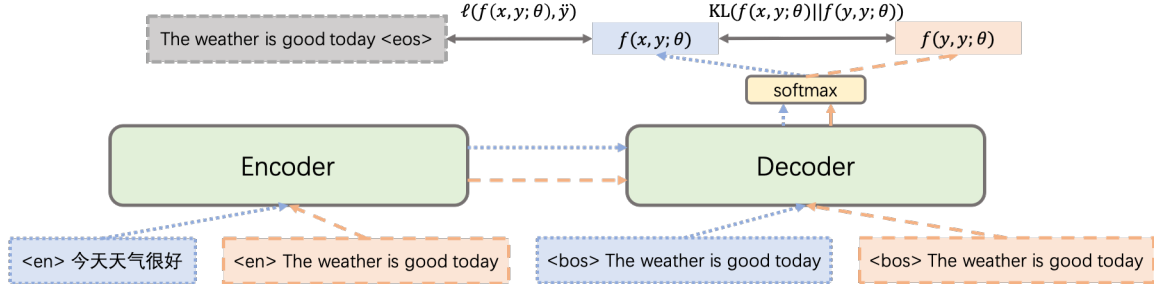 ℓ(f(x, y; θ), ÿ)
KL(f(x, y; θ)||f(y, y; θ))
The weather is good today <eos>
f(x, y; θ)
f(y, y; θ)
softmax
Encoder
Decoder
<en> 今天天气很好
<en> The weather is good today
<bos> The weather is good today
<bos> The weather is good today